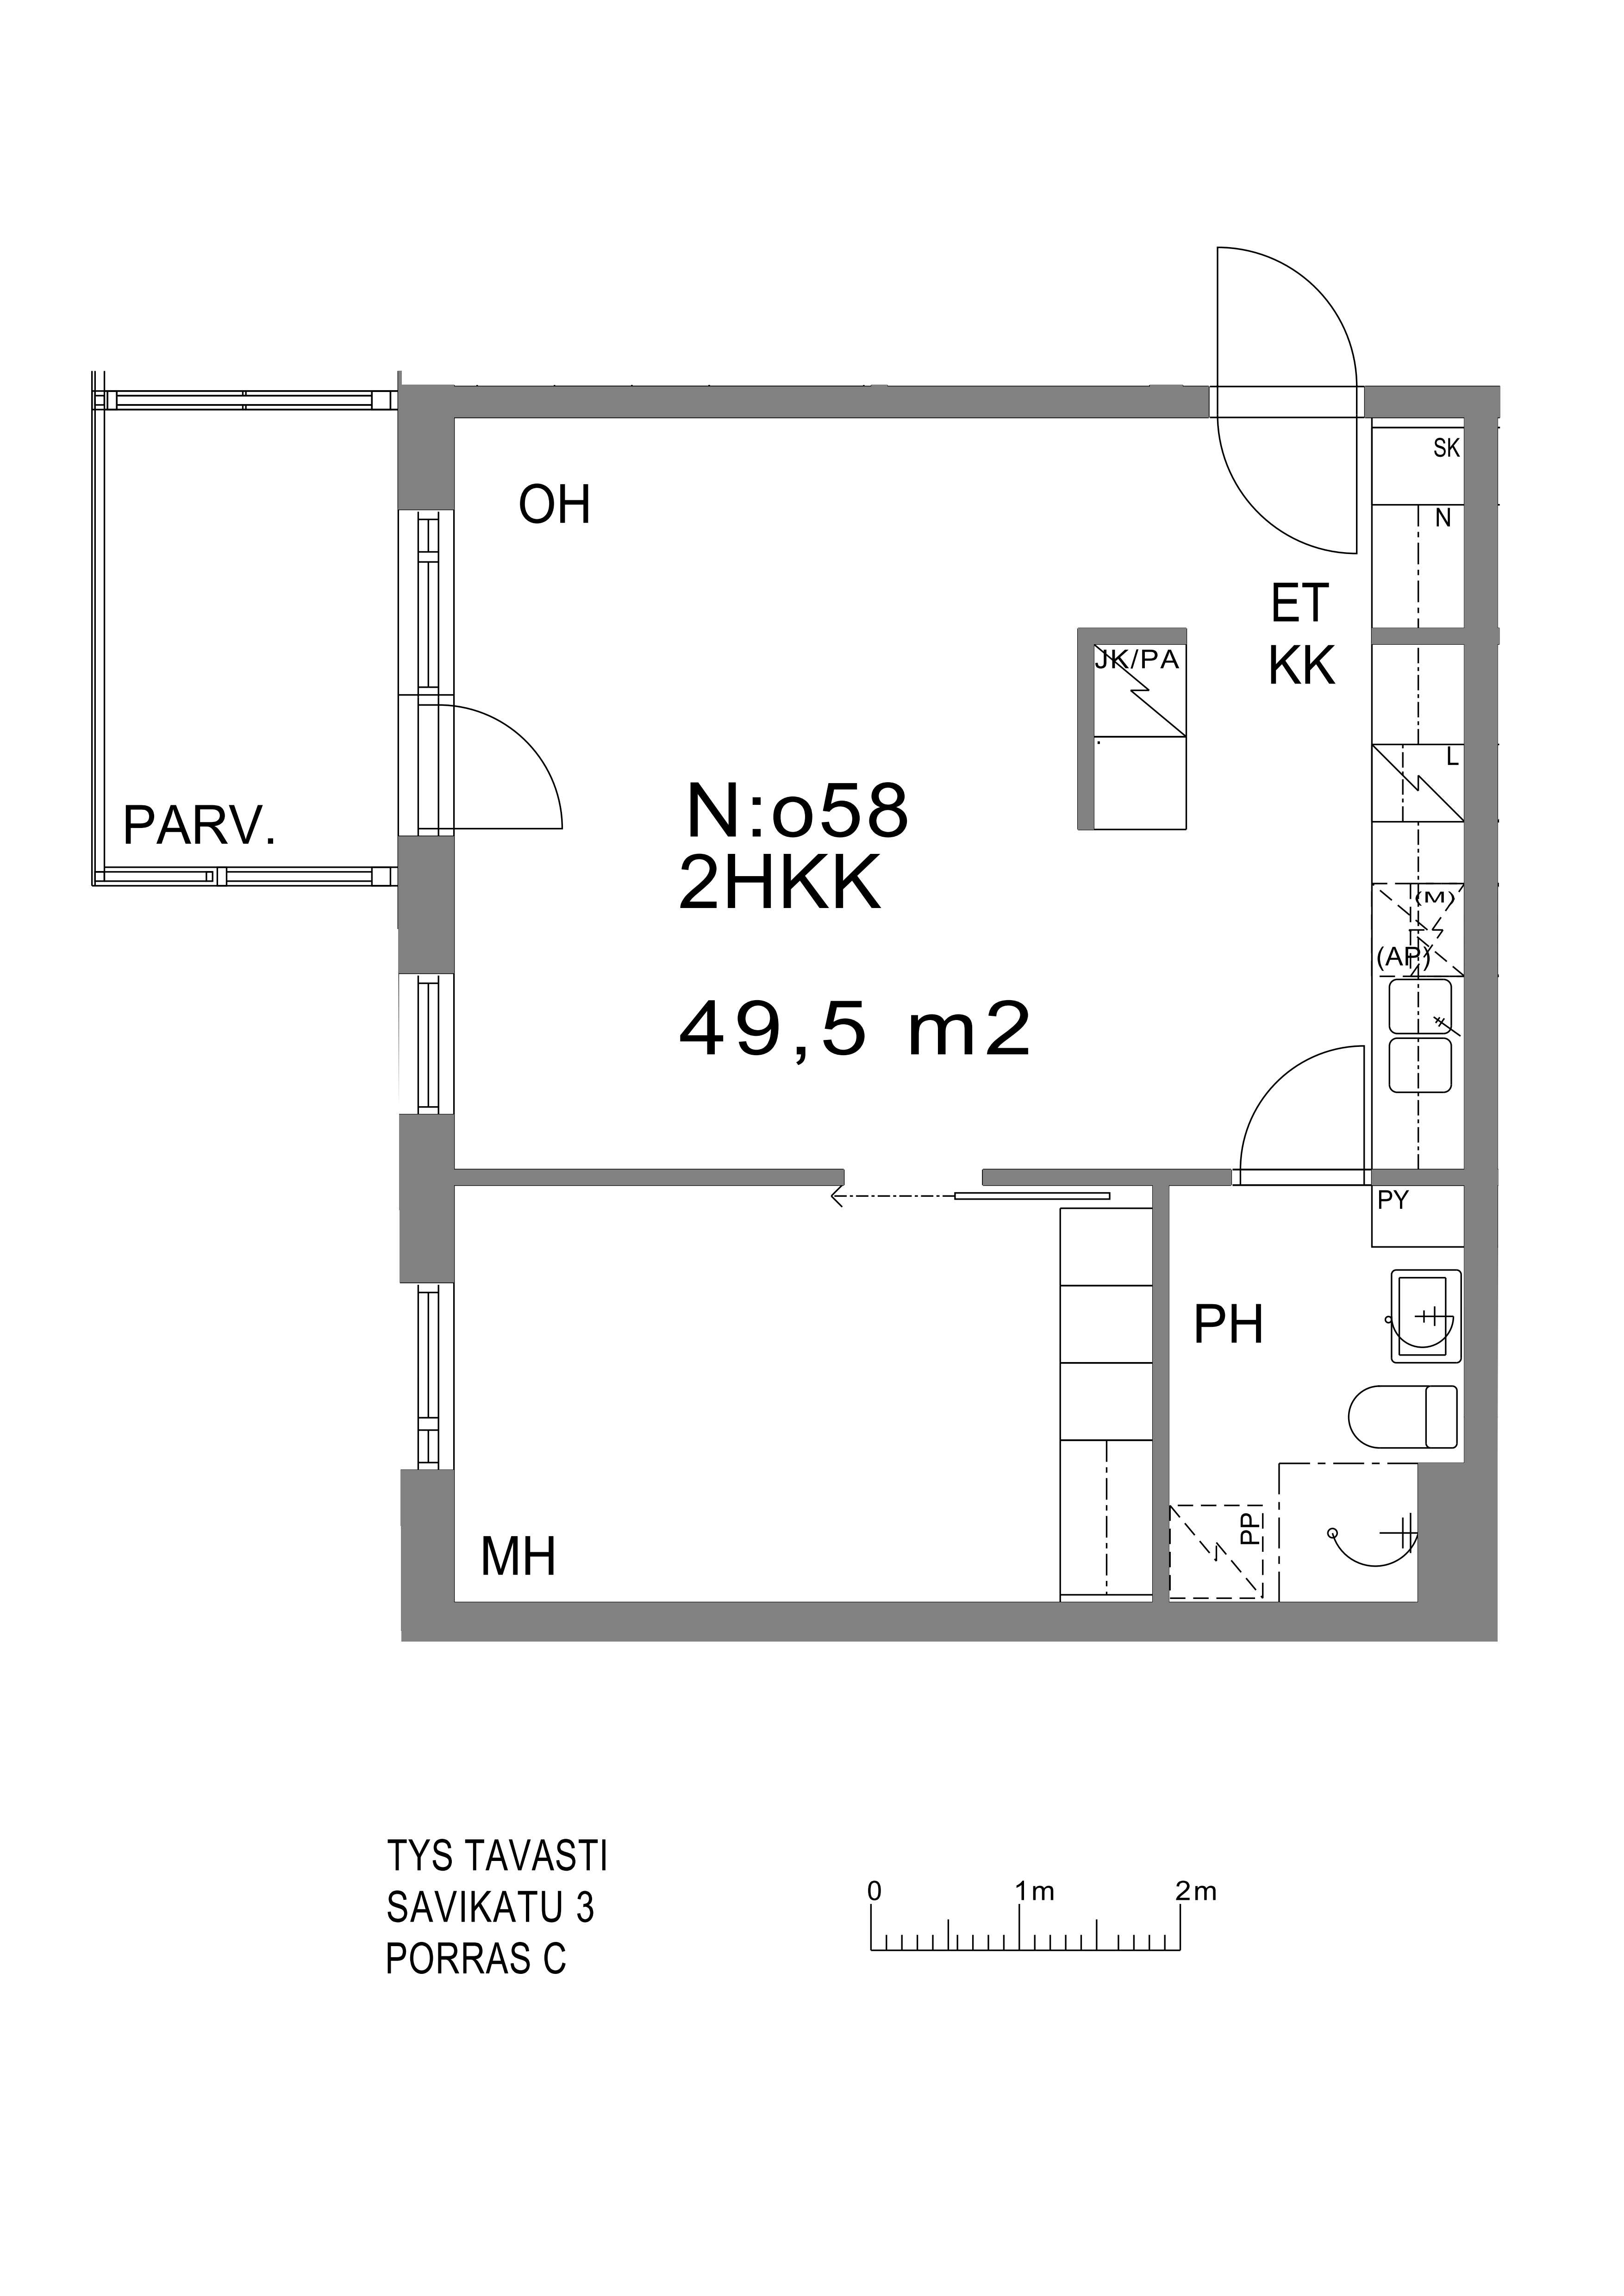 SK
N
OH
ET
KK
JK/PA
L
N:o58
PARV.
2HKK
(M)
(AP)
49,5 m2
PY
PH
PP
MH
TYS TAVASTI
SAVIKATU 3
PORRAS C
0 1m 2m